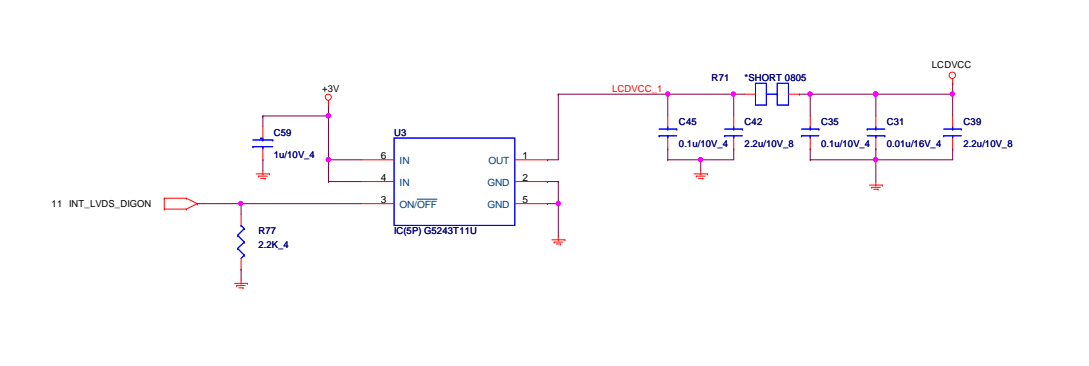 LCDVCC
R71 *SHORT 0805
+3V
LCDVCC_1
C59
1u/10V_4
U3
C45
0.1u/10V_4
C42
2.2u/10V_8
C35
0.1u/10V_4
C31
0.01u/16V_4
C39
2.2u/10V_8
6 IN OUT 1
4 IN GND 2
3 ON/OFF GND 5
IC(5P) G5243T11U
11 INT_LVDS_DIGON
R77
2.2K_4